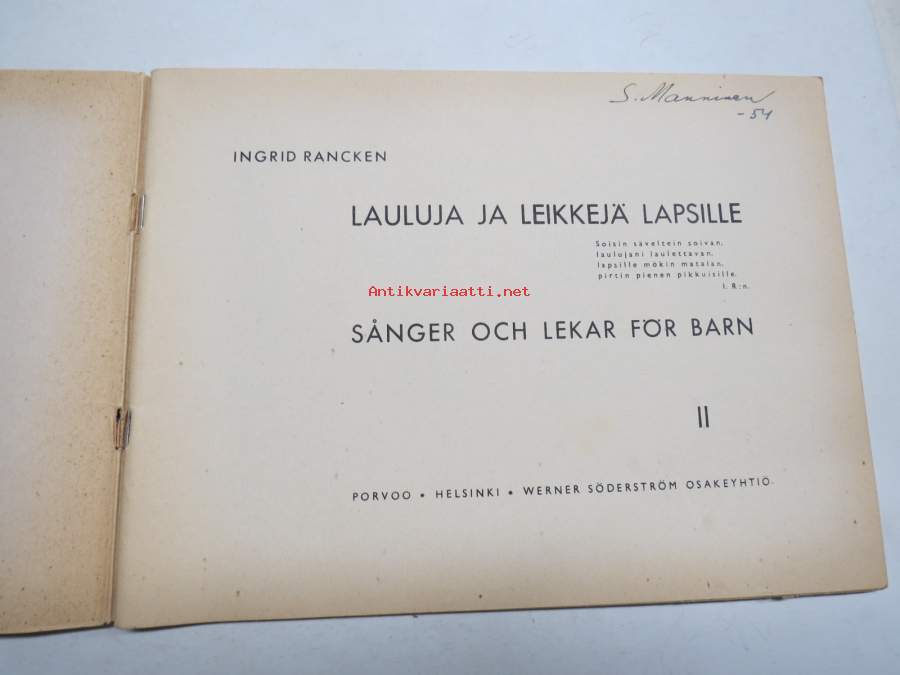 S. Manninen
-54
INGRID RANCKEN
LAULUJA JA LEIKKEJÄ LAPSILLE
Soisin säveltein soivan,
laulujani laulettavan,
lapsille mökin matalan,
pirtin pienen pikkuisille.
I. R:n.
Antikvariaatti.net
SÅNGER OCH LEKAR FÖR BARN
II
PORVOO • HELSINKI • WERNER SÖDERSTRÖM OSAKEYHTIÖ